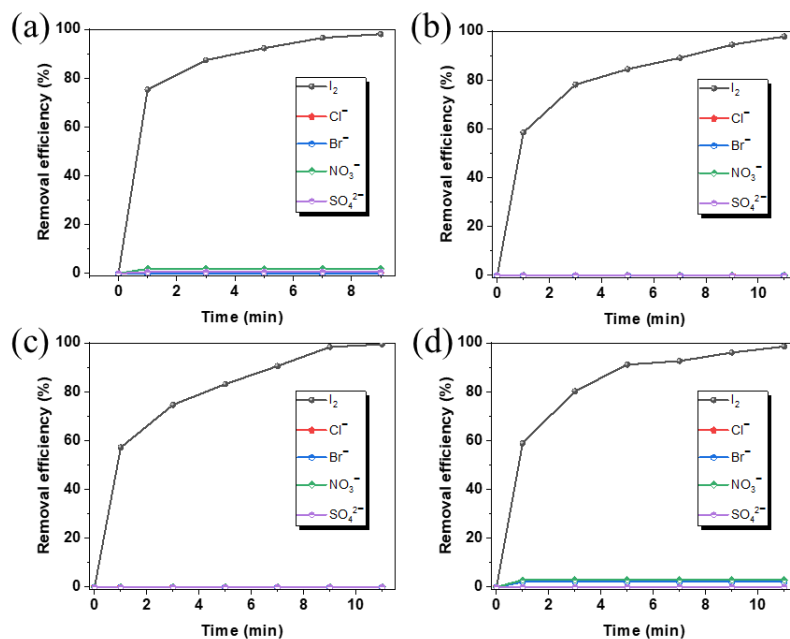 (a)
Removal efficiency (%)
100
80
60
40
20
0
I₂
Cl⁻
Br⁻
NO₃⁻
SO₄²⁻
0 2 4 6 8
Time (min)
(b)
Removal efficiency (%)
100
80
60
40
20
0
I₂
Cl⁻
Br⁻
NO₃⁻
SO₄²⁻
0 2 4 6 8 10
Time (min)
(c)
Removal efficiency (%)
100
80
60
40
20
0
I₂
Cl⁻
Br⁻
NO₃⁻
SO₄²⁻
0 2 4 6 8 10
Time (min)
(d)
Removal efficiency (%)
100
80
60
40
20
0
I₂
Cl⁻
Br⁻
NO₃⁻
SO₄²⁻
0 2 4 6 8 10
Time (min)